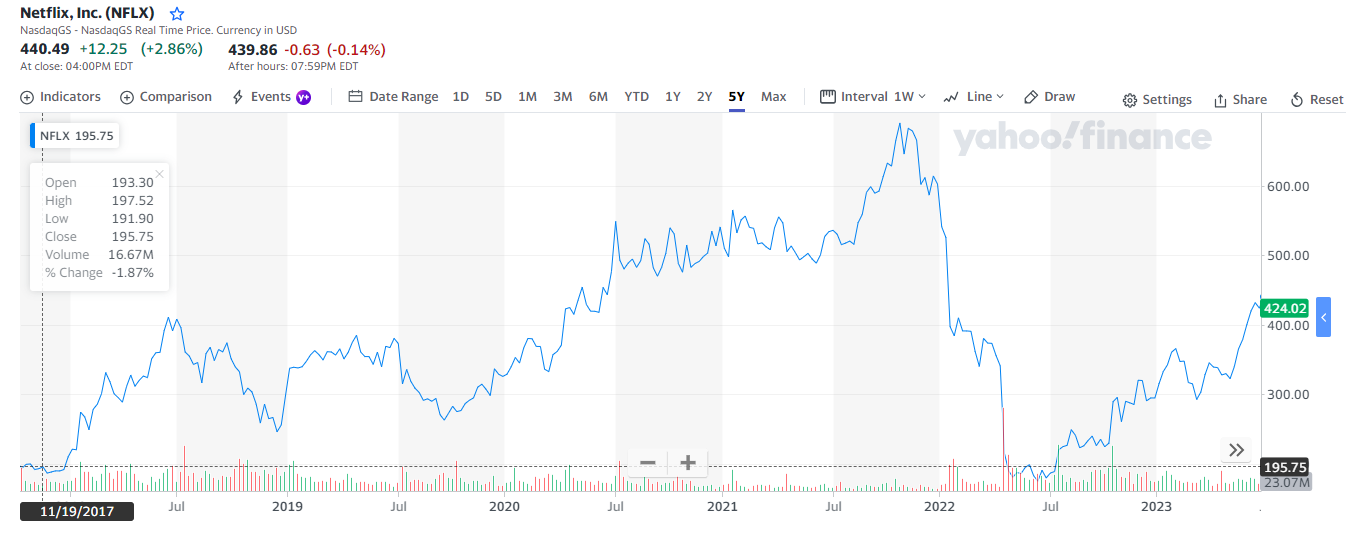 Netflix, Inc. (NFLX)
NasdaqGS - NasdaqGS Real Time Price. Currency in USD
440.49 +12.25 (+2.86%) 439.86 -0.63 (-0.14%)
At close: 04:00PM EDT After hours: 07:59PM EDT
Indicators Comparison Events Y+ Date Range 1D 5D 1M 3M 6M YTD 1Y 2Y 5Y Max Interval 1W Line Draw Settings Share Reset
NFLX 195.75
yahoo!finance
Open 193.30
High 197.52
Low 191.90
Close 195.75
Volume 16.67M
% Change -1.87%
600.00
500.00
424.02
400.00
300.00
195.75
23.07M
11/19/2017 Jul 2019 Jul 2020 Jul 2021 Jul 2022 Jul 2023